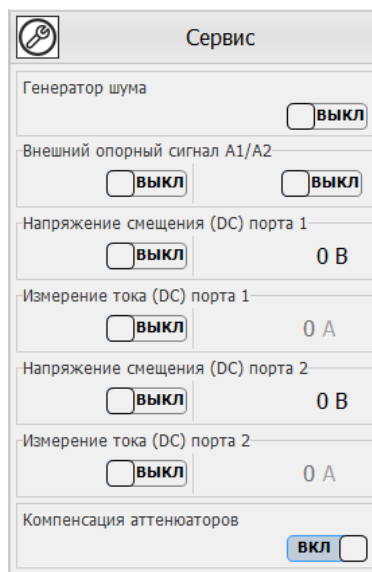 Сервис
Генератор шума
ВЫКЛ
Внешний опорный сигнал А1/А2
ВЫКЛ ВЫКЛ
Напряжение смещения (DC) порта 1
ВЫКЛ 0 В
Измерение тока (DC) порта 1
ВЫКЛ 0 А
Напряжение смещения (DC) порта 2
ВЫКЛ 0 В
Измерение тока (DC) порта 2
ВЫКЛ 0 А
Компенсация аттенюаторов
ВКЛ